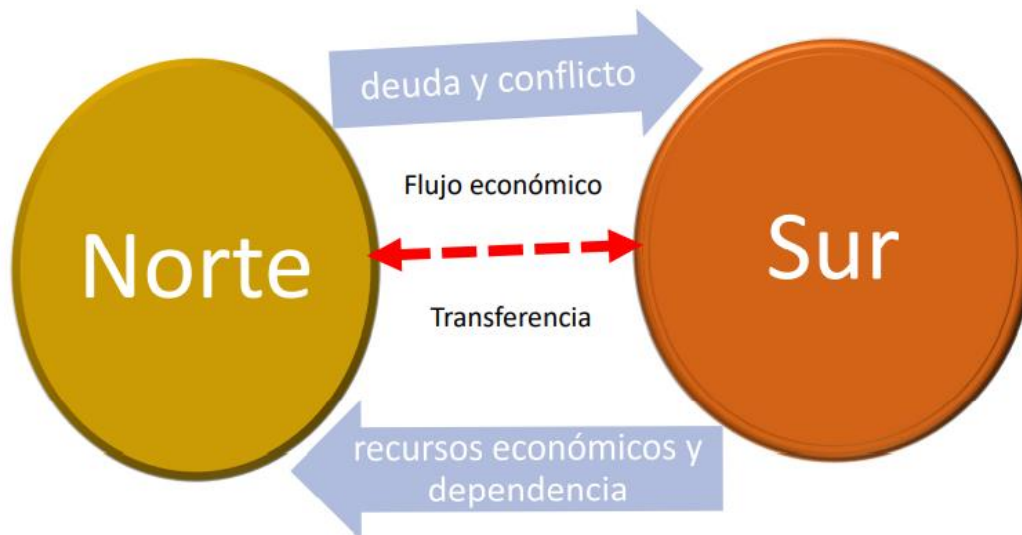 deuda y conflicto
Flujo económico
Norte
Sur
Transferencia
recursos económicos y
dependencia